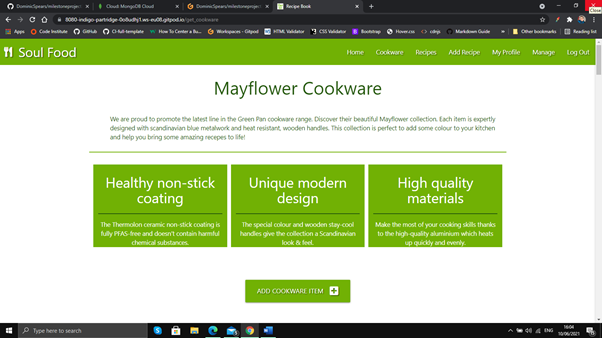 DominicSpears/milestoneproject
Cloud: MongoDB Cloud
DominicSpears/milestoneproject
Recipe Book
Close
8080-indigo-partridge-0o8udhj1.ws-eu08.gitpod.io/get_cookware
Apps
Code Institute
GitHub
CI-full-template
How To Center a Bu...
Workspaces - Gitpod
HTML Validator
CSS Validator
Bootstrap
Hover.css
cdnjs
Markdown Guide
Other bookmarks
Reading list
Soul Food
Home Cookware Recipes Add Recipe My Profile Manage Log Out
Mayflower Cookware
We are proud to promote the latest line in the Green Pan cookware range. Discover their beautiful Mayflower collection. Each item is expertly
designed with scandinavian blue metalwork and heat resistant, wooden handles. This collection is perfect to add some colour to your kitchen
and help you bring some amazing recepes to life!
Healthy non-stick
coating
The Thermolon ceramic non-stick coating is
fully PFAS-free and doesn't contain harmful
chemical substances.
Unique modern
design
The special colour and wooden stay-cool
handles give the collection a Scandinavian
look & feel.
High quality
materials
Make the most of your cooking skills thanks
to the high-quality aluminium which heats
up quickly and evenly.
ADD COOKWARE ITEM
Type here to search
16:04
10/06/2021